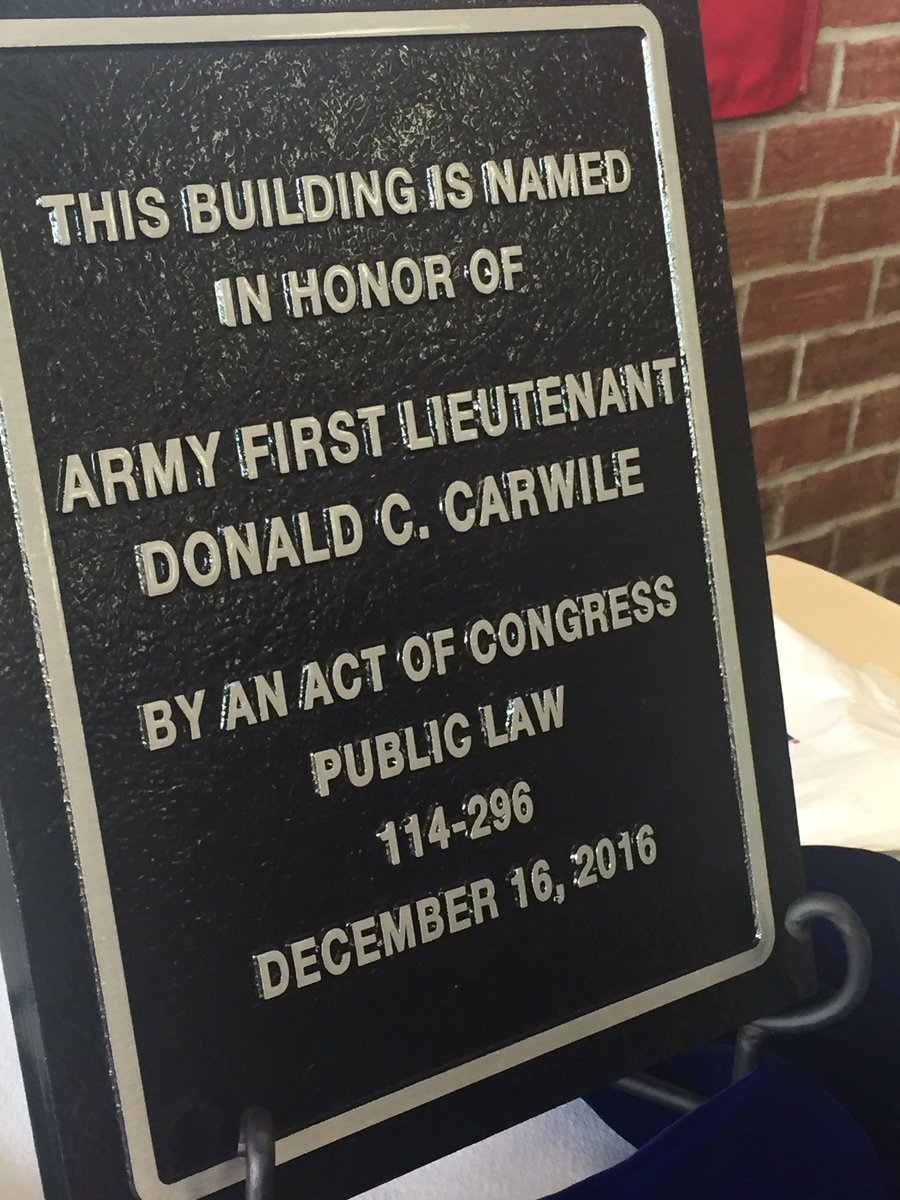 THIS BUILDING IS NAMED
IN HONOR OF
ARMY FIRST LIEUTENANT
DONALD C. CARWILE
BY AN ACT OF CONGRESS
PUBLIC LAW
114-296
DECEMBER 16, 2016